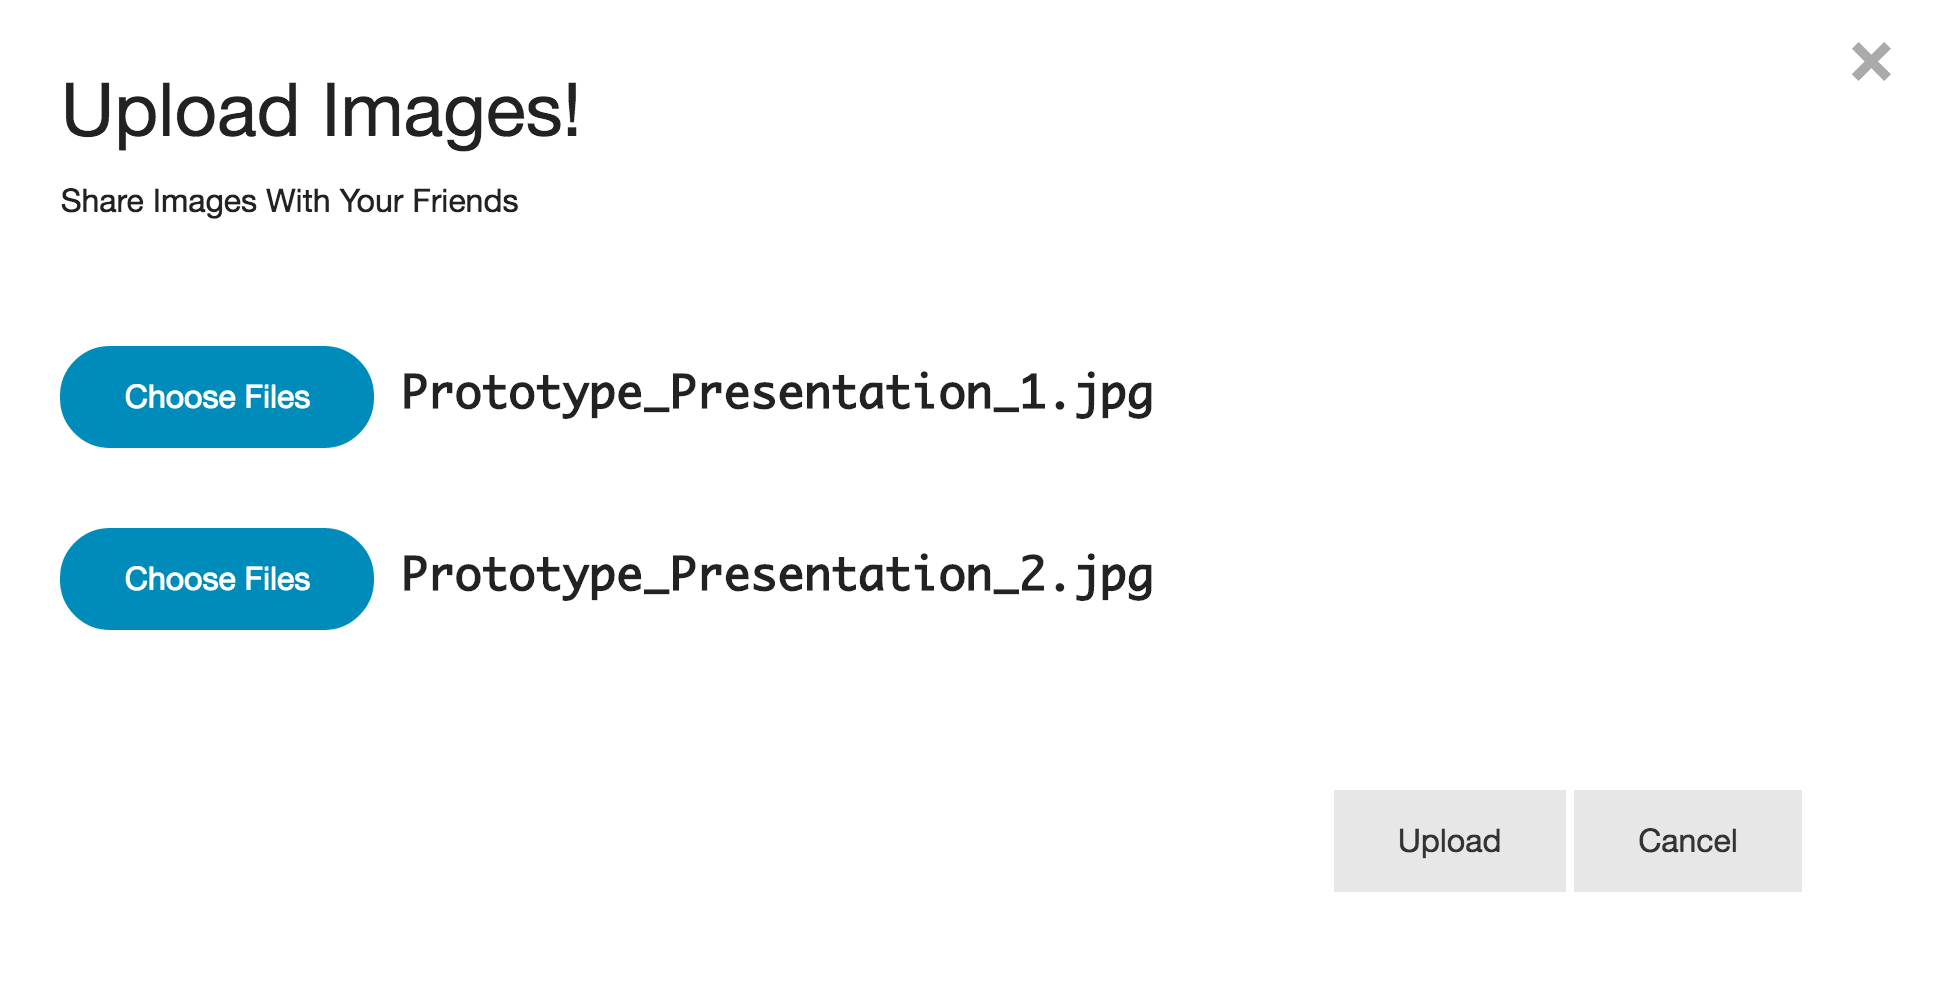 Upload Images!
Share Images With Your Friends
Choose Files Prototype_Presentation_1.jpg
Choose Files Prototype_Presentation_2.jpg
Upload Cancel